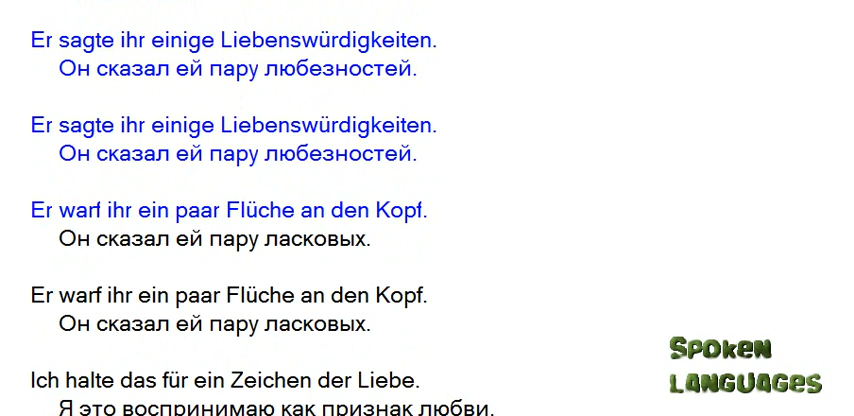 Er sagte ihr einige Liebenswürdigkeiten.
Он сказал ей пару любезностей.
Er sagte ihr einige Liebenswürdigkeiten.
Он сказал ей пару любезностей.
Er warf ihr ein paar Flüche an den Kopf.
Он сказал ей пару ласковых.
Er warf ihr ein paar Flüche an den Kopf.
Он сказал ей пару ласковых.
Ich halte das für ein Zeichen der Liebe.
Я это воспринимаю как признак любви.
Spoken
Languages